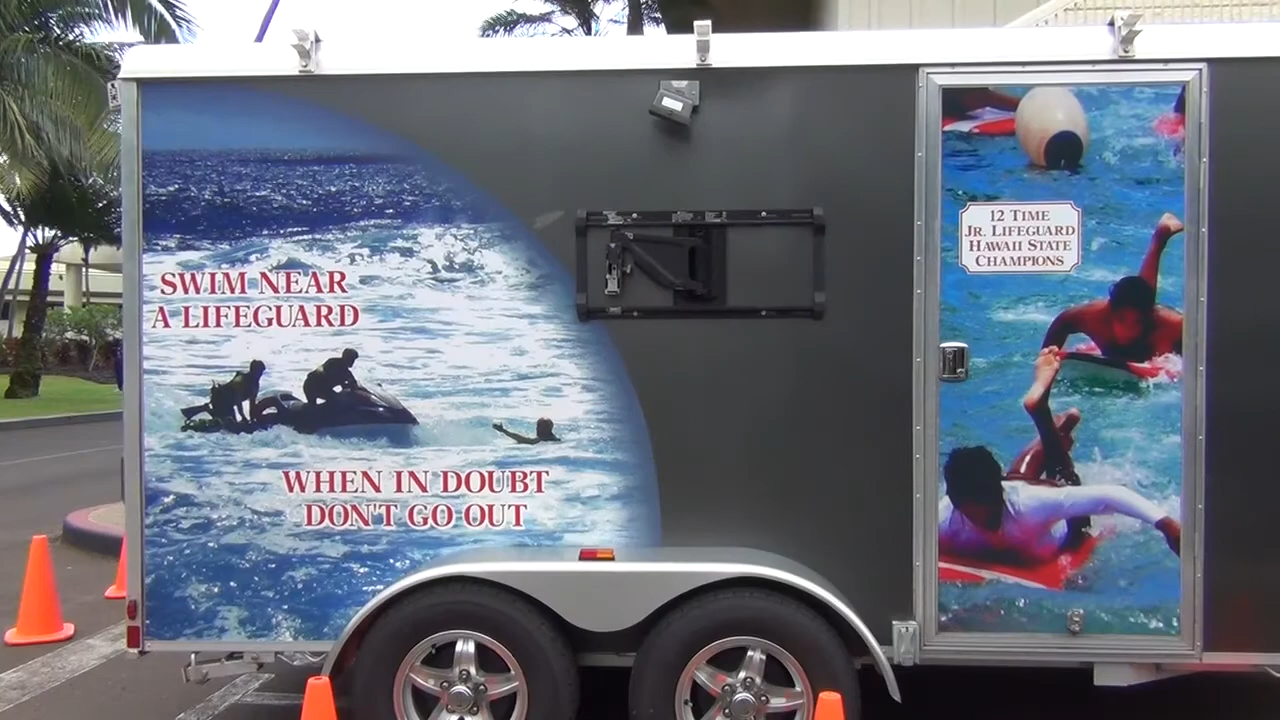 SWIM NEAR
A LIFEGUARD
WHEN IN DOUBT
DON'T GO OUT
12 TIME
JR. LIFEGUARD
HAWAII STATE
CHAMPIONS